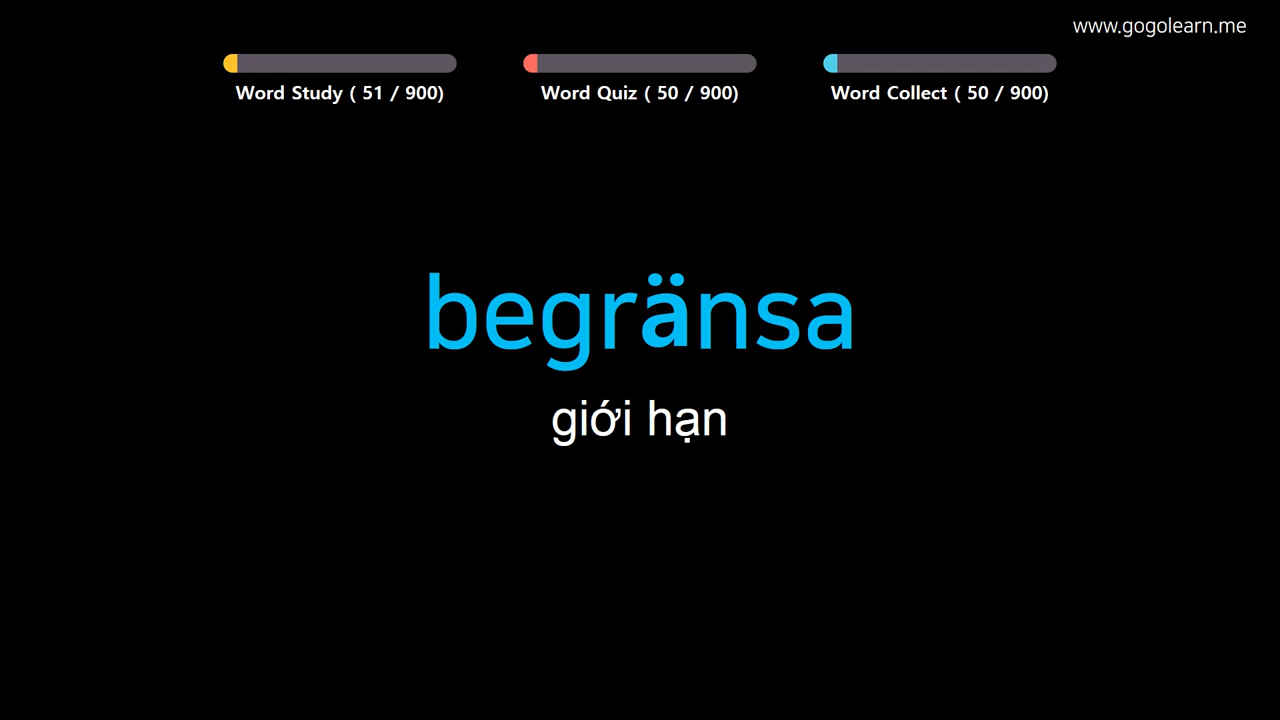 www.gogolearn.me
Word Study ( 51 / 900)
Word Quiz ( 50 / 900)
Word Collect ( 50 / 900)
begränsa
giới hạn